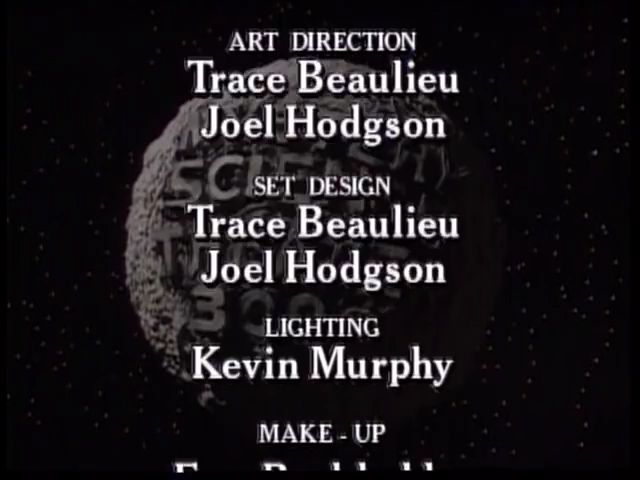 ART DIRECTION
Trace Beaulieu
Joel Hodgson
SET DESIGN
Trace Beaulieu
Joel Hodgson
LIGHTING
Kevin Murphy
MAKE - UP